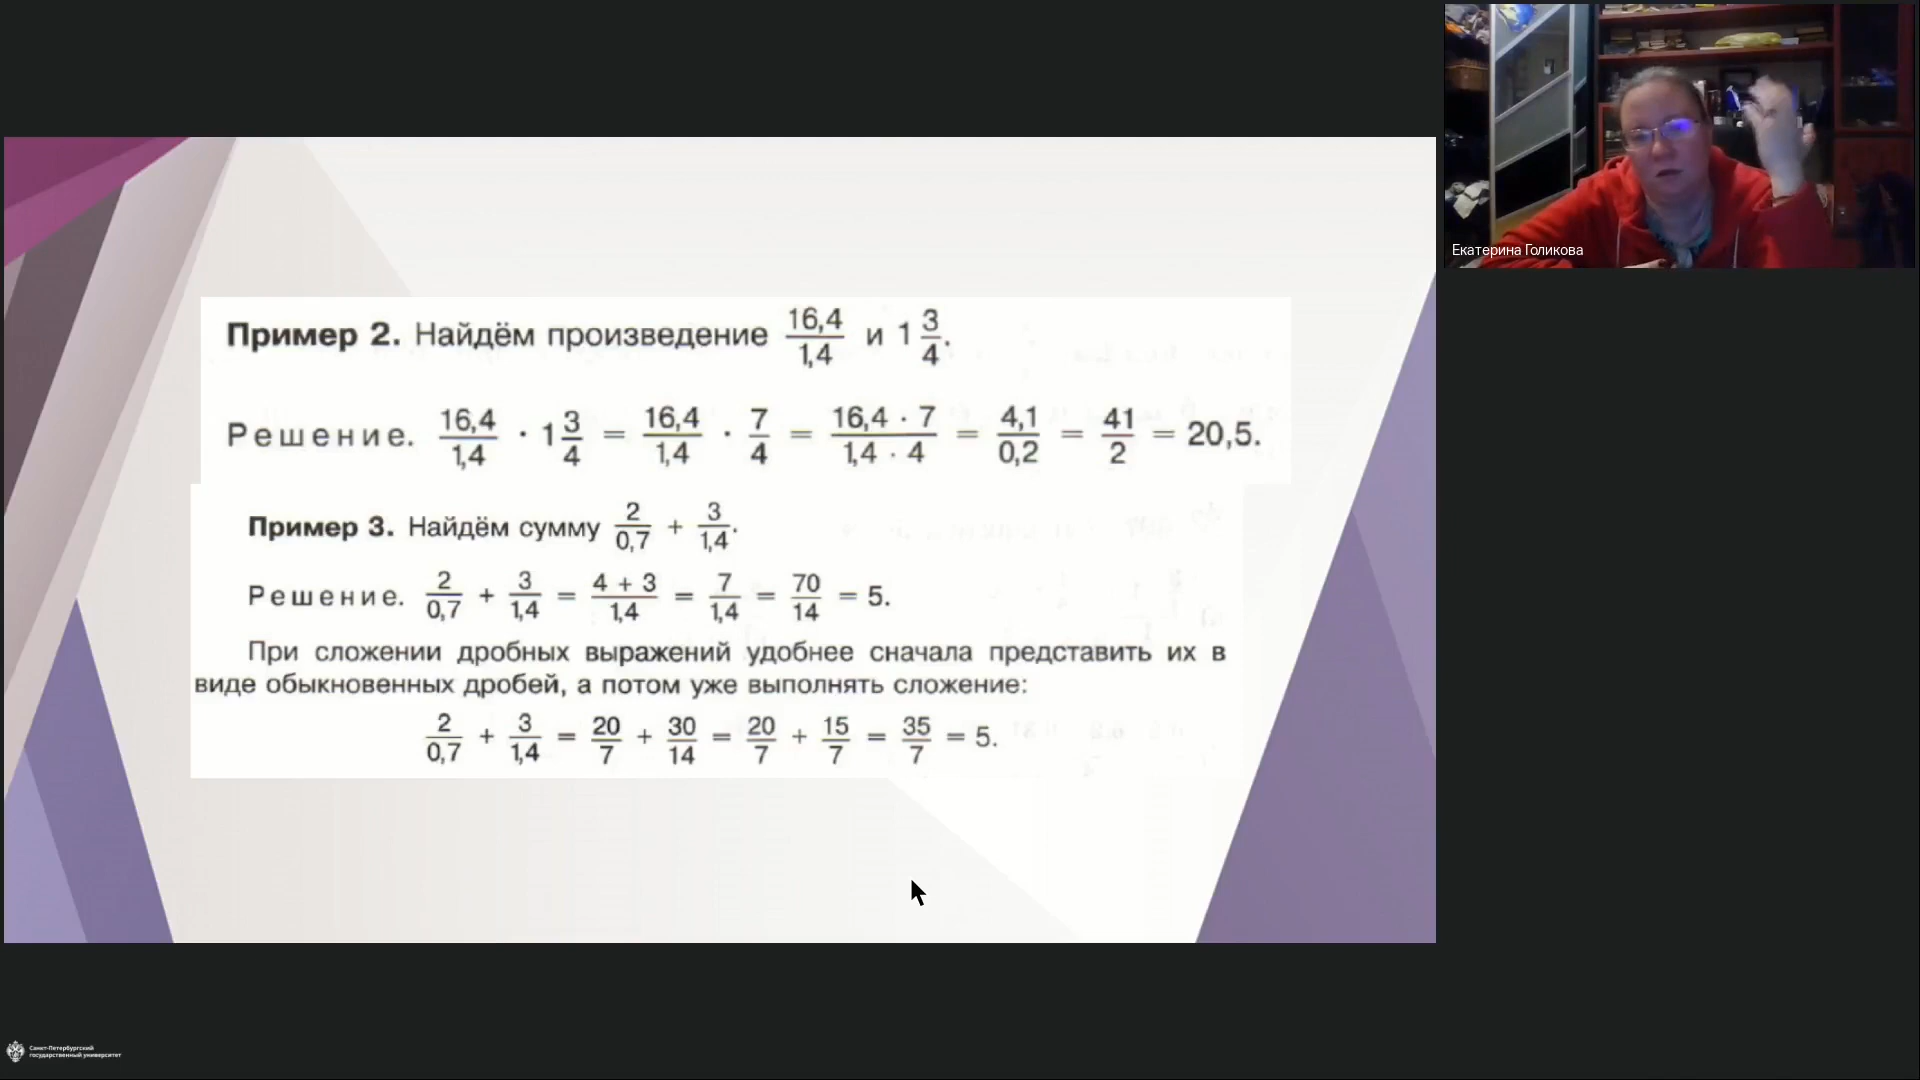 Пример 2. Найдём произведение 16,4/1,4 и 1 3/4.
Решение. 16,4/1,4 · 1 3/4 = 16,4/1,4 · 7/4 = 16,4 · 7/1,4 · 4 = 4,1/0,2 = 41/2 = 20,5.
Пример 3. Найдём сумму 2/0,7 + 3/1,4.
Решение. 2/0,7 + 3/1,4 = 4 + 3/1,4 = 7/1,4 = 70/14 = 5.
При сложении дробных выражений удобнее сначала представить их в
виде обыкновенных дробей, а потом уже выполнять сложение:
2/0,7 + 3/1,4 = 20/7 + 30/14 = 20/7 + 15/7 = 35/7 = 5.
Екатерина Голикова
Санкт-Петербургский
государственный университет